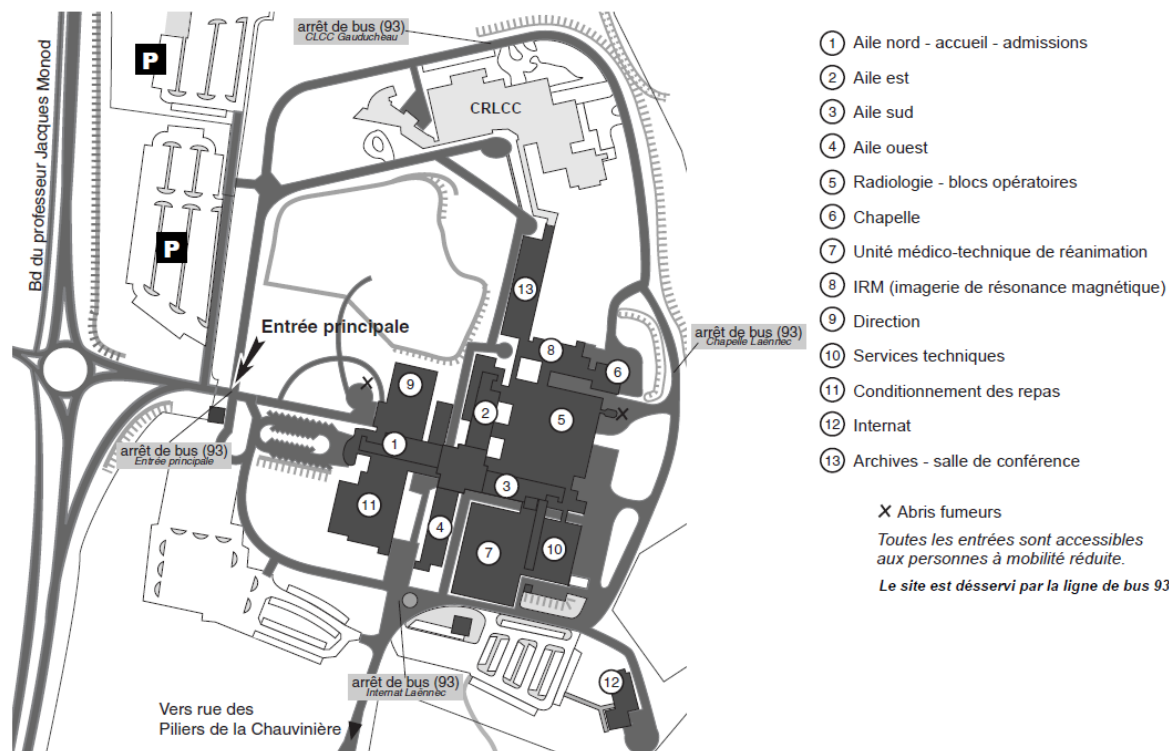 arrêt de bus (93)
CLCC Gauducheau
P
Bd du professeur Jacques Monod
CRLCC
P
13
Entrée principale
8
arrêt de bus (93)
Chapelle Laënnec
6
9
2
5
1
arrêt de bus (93)
Entrée principale
3
11
4
7
10
arrêt de bus (93)
Internat Laënnec
12
Vers rue des
Piliers de la Chauvinière
1 Aile nord - accueil - admissions
2 Aile est
3 Aile sud
4 Aile ouest
5 Radiologie - blocs opératoires
6 Chapelle
7 Unité médico-technique de réanimation
8 IRM (imagerie de résonance magnétique)
9 Direction
10 Services techniques
11 Conditionnement des repas
12 Internat
13 Archives - salle de conférence
X Abris fumeurs
Toutes les entrées sont accessibles
aux personnes à mobilité réduite.
Le site est désservi par la ligne de bus 93